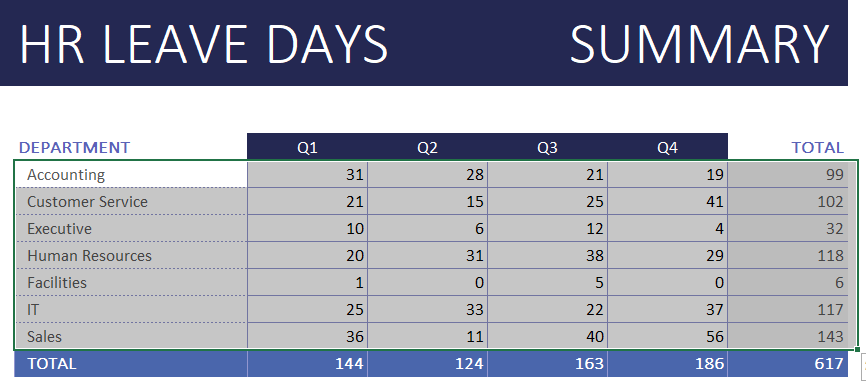 HR LEAVE DAYS SUMMARY
DEPARTMENT Q1 Q2 Q3 Q4 TOTAL
Accounting 31 28 21 19 99
Customer Service 21 15 25 41 102
Executive 10 6 12 4 32
Human Resources 20 31 38 29 118
Facilities 1 0 5 0 6
IT 25 33 22 37 117
Sales 36 11 40 56 143
TOTAL 144 124 163 186 617